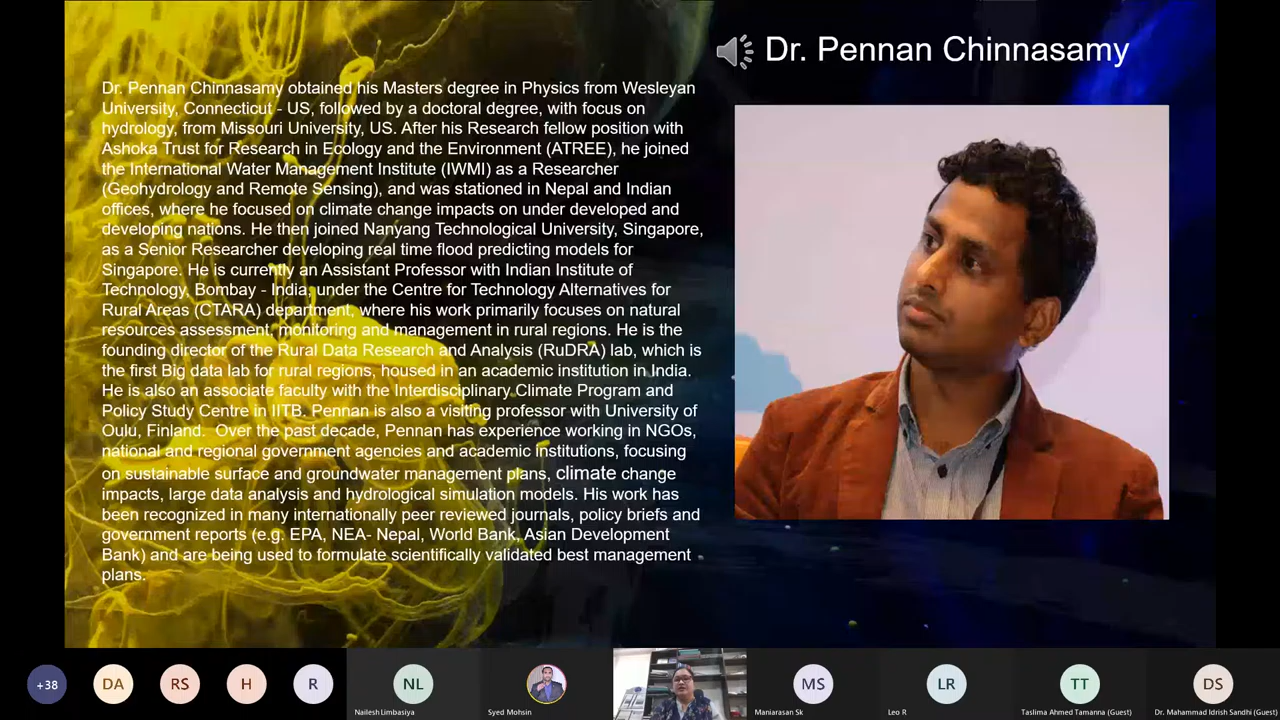 Dr. Pennan Chinnasamy
Dr. Pennan Chinnasamy obtained his Masters degree in Physics from Wesleyan
University, Connecticut - US, followed by a doctoral degree, with focus on
hydrology, from Missouri University, US. After his Research fellow position with
Ashoka Trust for Research in Ecology and the Environment (ATREE), he joined
the International Water Management Institute (IWMI) as a Researcher
(Geohydrology and Remote Sensing), and was stationed in Nepal and Indian
offices, where he focused on climate change impacts on under developed and
developing nations. He then joined Nanyang Technological University, Singapore,
as a Senior Researcher developing real time flood predicting models for
Singapore. He is currently an Assistant Professor with Indian Institute of
Technology, Bombay - India, under the Centre for Technology Alternatives for
Rural Areas (CTARA) department, where his work primarily focuses on natural
resources assessment, monitoring and management in rural regions. He is the
founding director of the Rural Data Research and Analysis (RuDRA) lab, which is
the first Big data lab for rural regions, housed in an academic institution in India.
He is also an associate faculty with the Interdisciplinary Climate Program and
Policy Study Centre in IITB. Pennan is also a visiting professor with University of
Oulu, Finland.  Over the past decade, Pennan has experience working in NGOs,
national and regional government agencies and academic institutions, focusing
on sustainable surface and groundwater management plans, climate change
impacts, large data analysis and hydrological simulation models. His work has
been recognized in many internationally peer reviewed journals, policy briefs and
government reports (e.g. EPA, NEA- Nepal, World Bank, Asian Development
Bank) and are being used to formulate scientifically validated best management
plans.
+38
DA
RS
H
R
NL
MS
LR
TT
DS
Nailesh Limbasiya
Syed Mohsin
Maniarasan Sk
Leo R
Taslima Ahmed Tamanna (Guest)
Dr. Mahammad Idrish Sandhi (Guest)